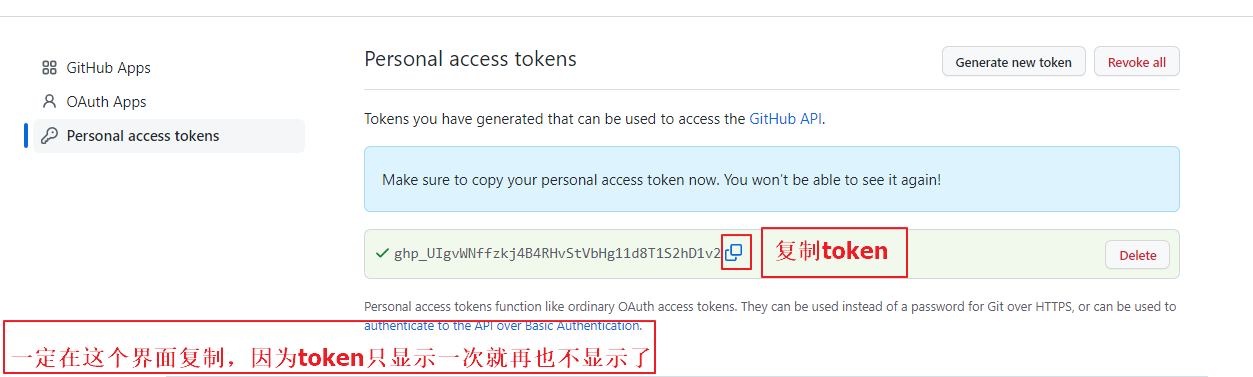 GitHub Apps
OAuth Apps
Personal access tokens
Personal access tokens
Generate new token
Revoke all
Tokens you have generated that can be used to access the GitHub API.
Make sure to copy your personal access token now. You won't be able to see it again!
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
复制token
Delete
Personal access tokens function like ordinary OAuth access tokens. They can be used instead of a password for Git over HTTPS, or can be used to
authenticate to the API over Basic Authentication.
一定在这个界面复制，因为token只显示一次就再也不显示了